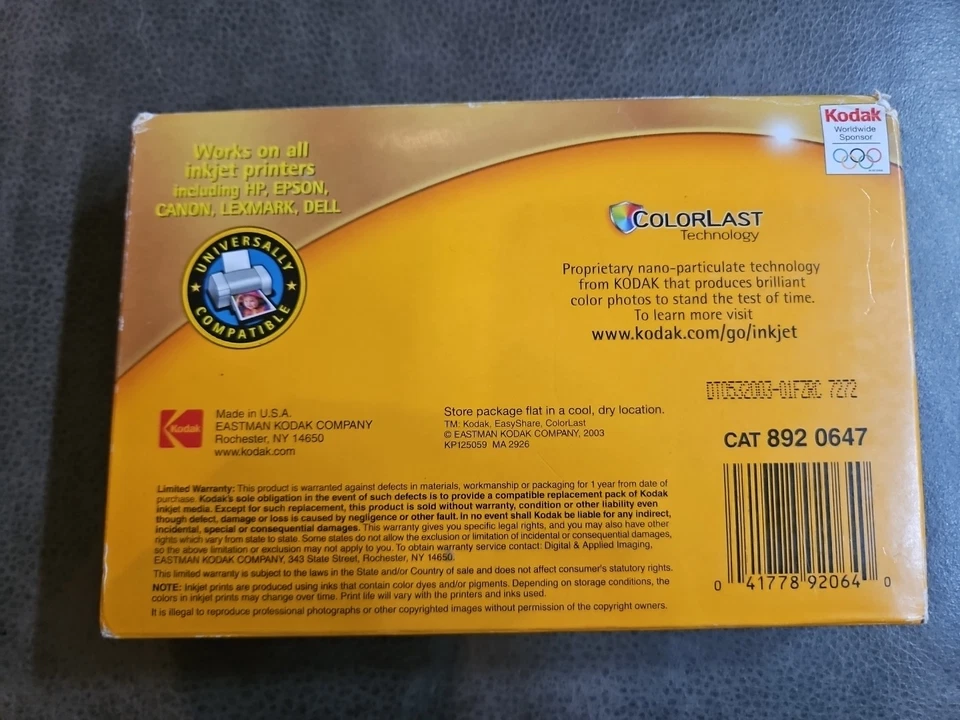 Works on all
inkjet printers
including HP, EPSON,
CANON, LEXMARK, DELL
UNIVERSALLY
COMPATIBLE
Kodak
Worldwide
Sponsor
COLORLAST
Technology
Proprietary nano-particulate technology
from KODAK that produces brilliant
color photos to stand the test of time.
To learn more visit
www.kodak.com/go/inkjet
Kodak
Made in U.S.A.
EASTMAN KODAK COMPANY
Rochester, NY 14650
www.kodak.com
Store package flat in a cool, dry location.
TM: Kodak, EasyShare, ColorLast
© EASTMAN KODAK COMPANY, 2003
KP125059 MA 2926
7272
CAT 892 0647
Limited Warranty: This product is warranted against defects in materials, workmanship or packaging for 1 year from date of
purchase. Kodak's sole obligation in the event of such defects is to provide a compatible replacement pack of Kodak
inkjet media. Except for such replacement, this product is sold without warranty, condition or other liability even
though defect, damage or loss is caused by negligence or other fault. In no event shall Kodak be liable for any indirect,
incidental, special or consequential damages. This warranty gives you specific legal rights, and you may also have other
rights which vary from state to state. Some states do not allow the exclusion or limitation of incidental or consequential damages,
so the above limitation or exclusion may not apply to you. To obtain warranty service contact: Digital & Applied Imaging,
EASTMAN KODAK COMPANY, 343 State Street, Rochester, NY 14650.
This limited warranty is subject to the laws in the State and/or Country of sale and does not affect consumer's statutory rights.
NOTE: Inkjet prints are produced using inks that contain color dyes and/or pigments. Depending on storage conditions, the
colors in inkjet prints may change over time. Print life will vary with the printers and inks used.
It is illegal to reproduce professional photographs or other copyrighted images without permission of the copyright owners.
0 41778 92064 0